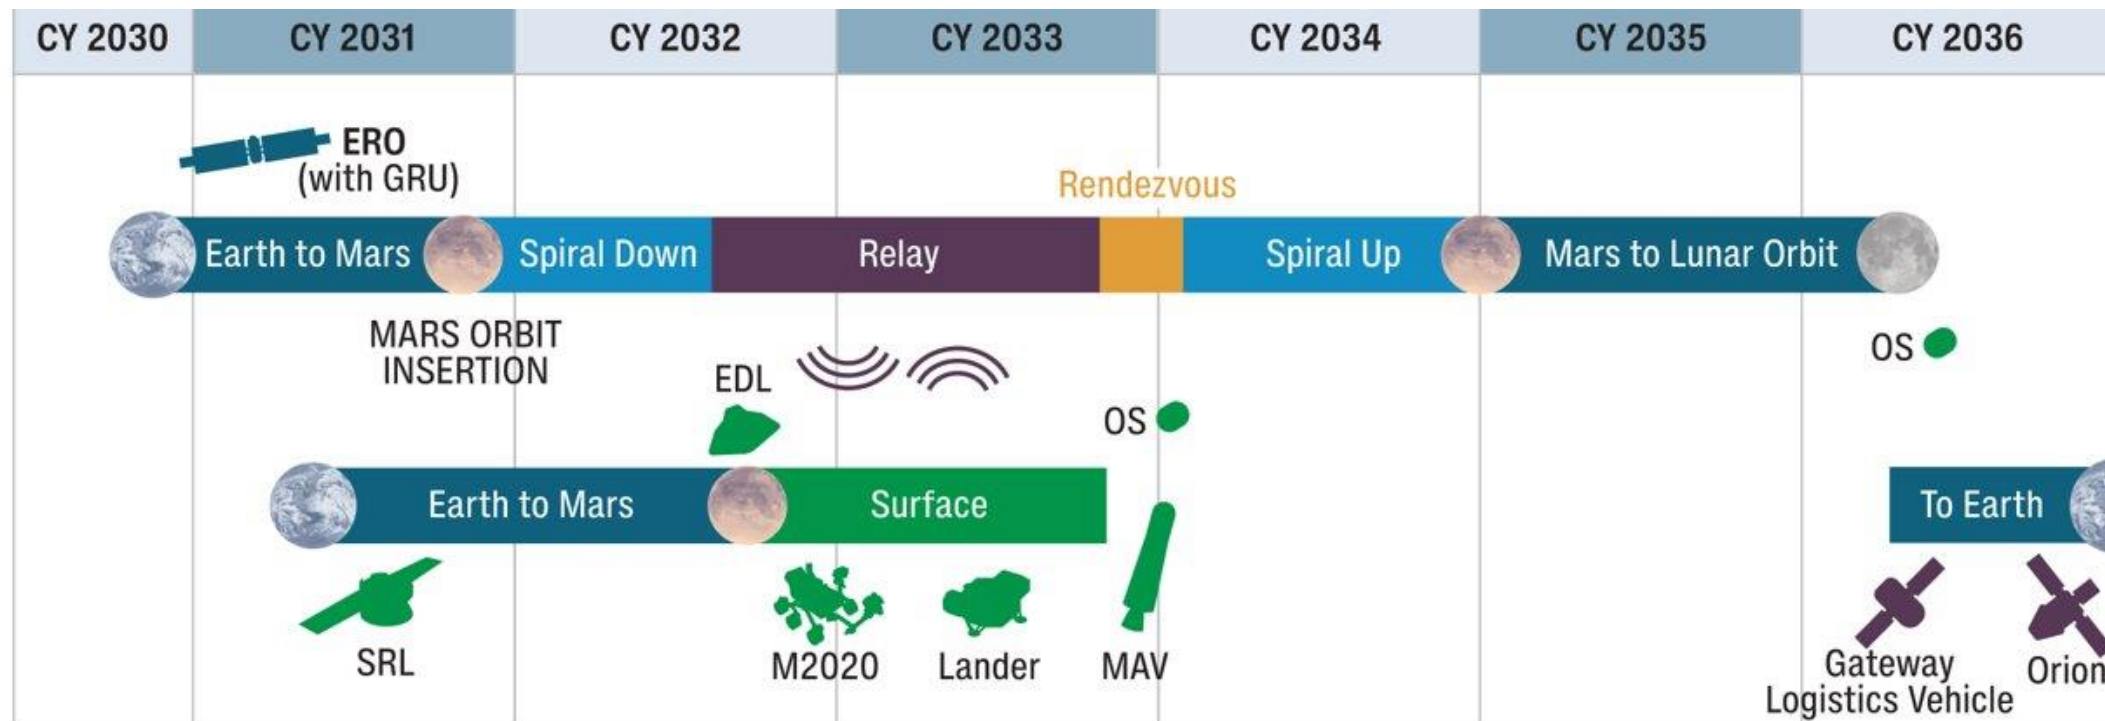 CY 2030
CY 2031
CY 2032
CY 2033
CY 2034
CY 2035
CY 2036
ERO
(with GRU)
Rendezvous
Earth to Mars
Spiral Down
Relay
Spiral Up
Mars to Lunar Orbit
MARS ORBIT
INSERTION
EDL
OS
OS
Earth to Mars
Surface
To Earth
SRL
M2020
Lander
MAV
Gateway
Logistics Vehicle
Orion